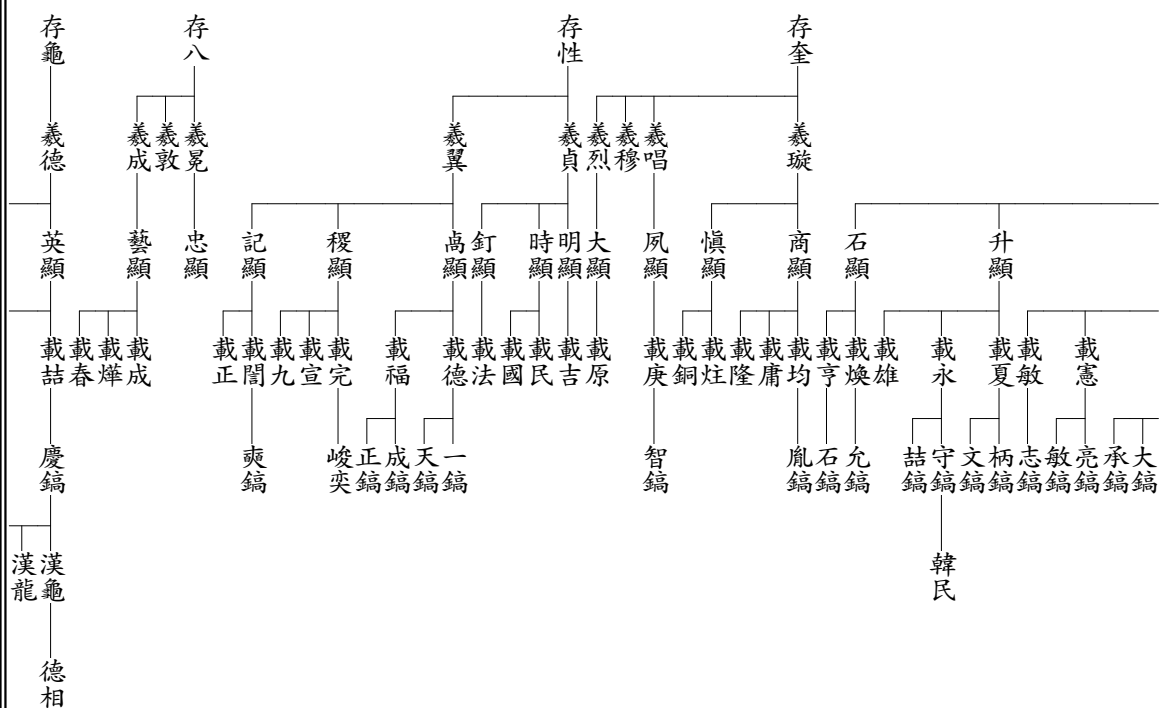 存奎
存性
存八
存龜
羲璇
羲唱
羲穆
羲烈
羲貞
羲翼
羲晃
羲敦
羲成
羲德
升顯
石顯
商顯
愼顯
夙顯
大顯
明顯
時顯
釘顯
卨顯
稷顯
記顯
忠顯
藝顯
英顯
載憲
載敏
載夏
載永
載雄
載煥
載亨
載均
載庸
載隆
載炷
載銅
載庚
載原
載吉
載民
載國
載法
載德
載福
載完
載宣
載九
載誾
載正
載成
載燁
載春
載喆
大鎬
承鎬
亮鎬
敏鎬
志鎬
柄鎬
文鎬
守鎬
喆鎬
允鎬
石鎬
胤鎬
智鎬
一鎬
天鎬
成鎬
正鎬
峻奕
奭鎬
慶鎬
韓民
漢龜
漢龍
德相